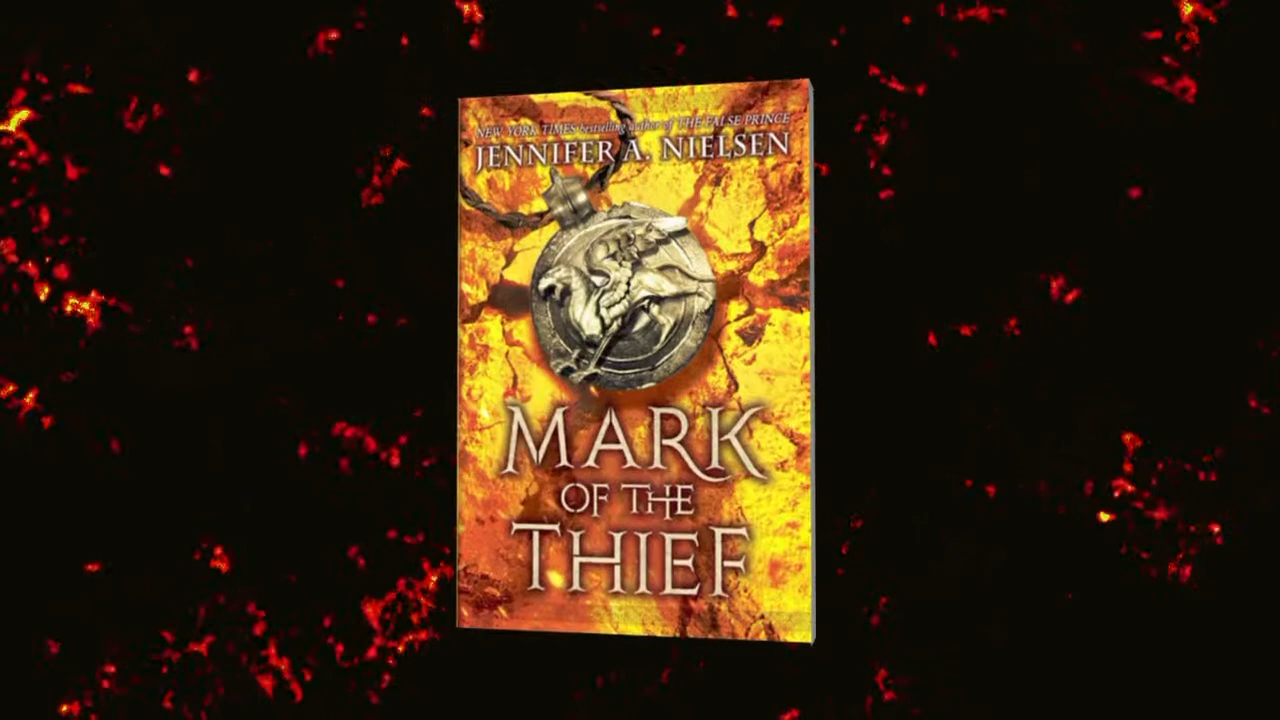 NEW YORK TIMES bestselling author of THE FALSE PRINCE
JENNIFER A. NIELSEN
MARK
OF THE
THIEF